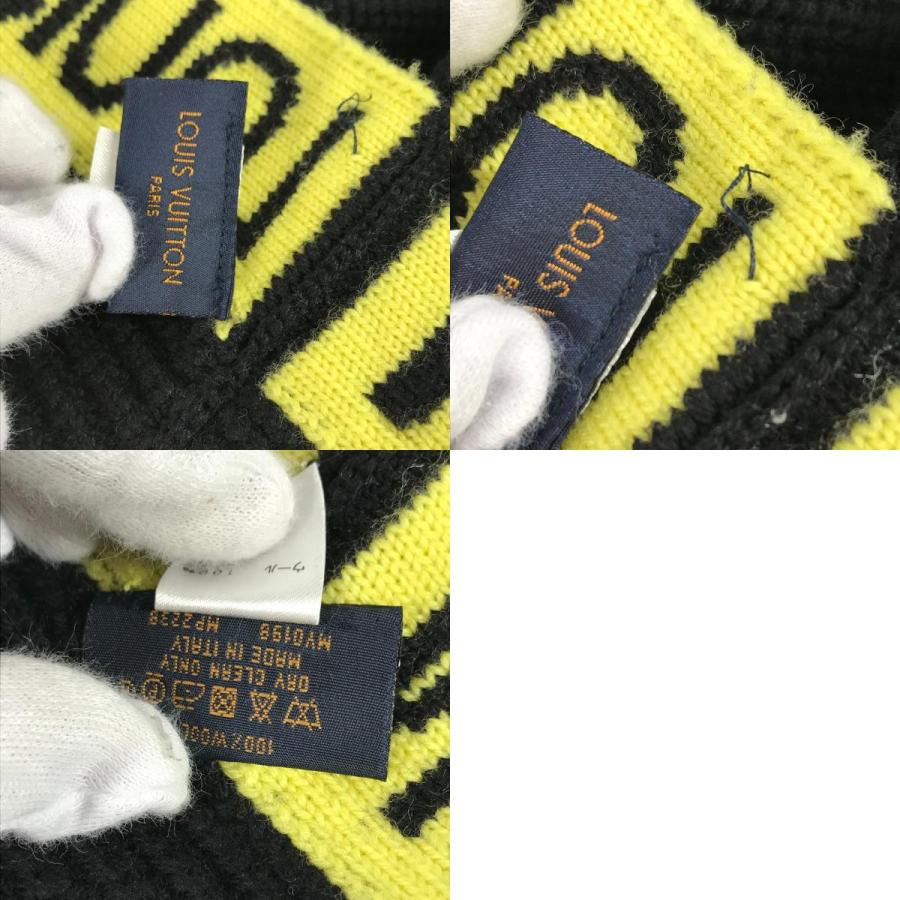 LOUIS VUITTON
PARIS
LOUIS
100% WOOL
DRY CLEAN ONLY
MADE IN ITALY
MY0198
MP2238